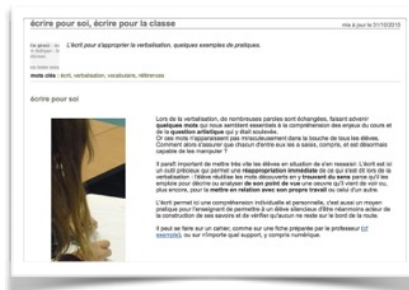 écrire pour soi, écrire pour la classe
mis à jour le 31/10/2015
L'écrit pour s'approprier la verbalisation, quelques exemples de pratiques.
mots clés : écrit, verbalisation, vocabulaire, références
écrire pour soi
Lors de la verbalisation, de nombreuses paroles sont échangées, faisant advenir
quelques mots qui nous semblent essentiels à la compréhension des enjeux du cours et
de la question artistique qui y était soulevée.
Or ces mots n'apparaissent pas miraculeusement dans la bouche de tous les élèves.
Comment alors s'assurer que chacun d'entre eux les a saisis, compris, et est désormais
capable de les manipuler ?
Il paraît important de mettre très vite les élèves en situation de s'en ressaisir. L'écrit est ici
un outil précieux qui permet une réappropriation immédiate de ce qui s'est dit lors de la
verbalisation : l'élève réutilise les mots découverts en y trouvant du sens parce qu'il les
emploie pour décrire ou analyser de son point de vue une oeuvre qu'il vient de voir ou,
plus encore, pour la mettre en relation avec son propre travail ou celui d'un autre.
L'écrit permet ici une compréhension individuelle et personnelle, c'est aussi un moyen
pratique pour l'enseignant de permettre à un élève silencieux d'être néanmoins acteur de
la construction de ses savoirs et de vérifier qu'aucun ne reste sur le bord de la route.
Il peut se faire sur un cahier, comme sur une fiche préparée par le professeur (cf
exemple), ou sur n'importe quel support, y compris numérique.